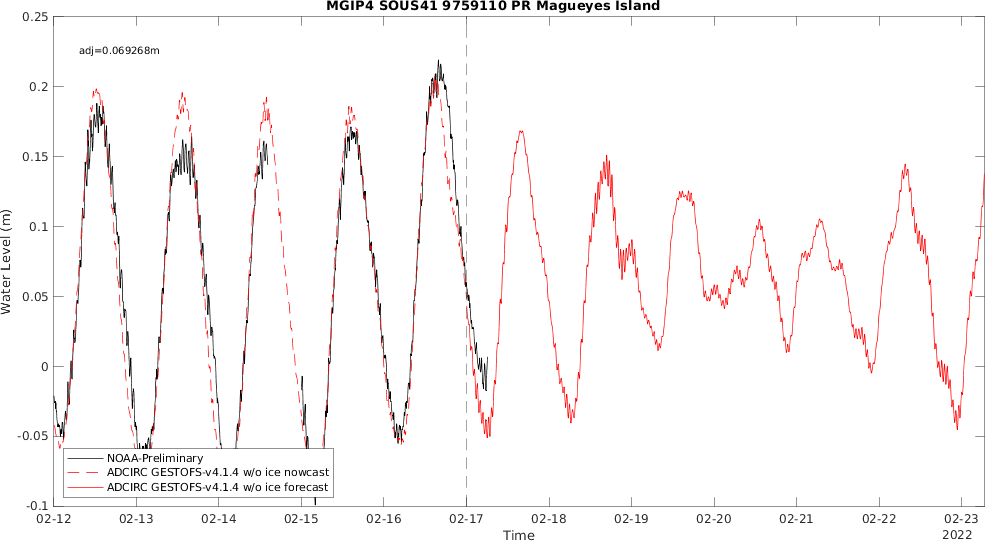 MGIP4 SOUS41 9759110 PR Magueyes Island
adj=0.069268m
Water Level (m)
0.25
0.2
0.15
0.1
0.05
0
-0.05
-0.1
NOAA-Preliminary
ADCIRC GESTOFS-v4.1.4 w/o ice nowcast
ADCIRC GESTOFS-v4.1.4 w/o ice forecast
02-12 02-13 02-14 02-15 02-16 02-17 02-18 02-19 02-20 02-21 02-22 02-23
Time
2022